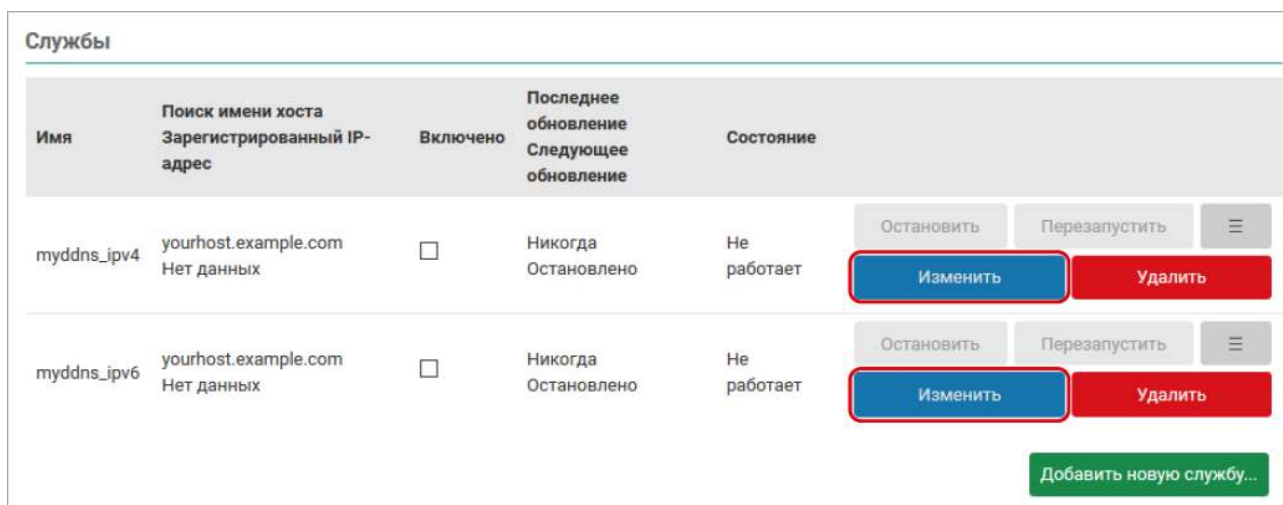 Службы
Имя
Поиск имени хоста
Зарегистрированный IP-
адрес
Включено
Последнее
обновление
Следующее
обновление
Состояние
myddns_ipv4
yourhost.example.com
Нет данных
Никогда
Остановлено
Не
работает
Остановить
Перезапустить
Изменить
Удалить
myddns_ipv6
yourhost.example.com
Нет данных
Никогда
Остановлено
Не
работает
Остановить
Перезапустить
Изменить
Удалить
Добавить новую службу...